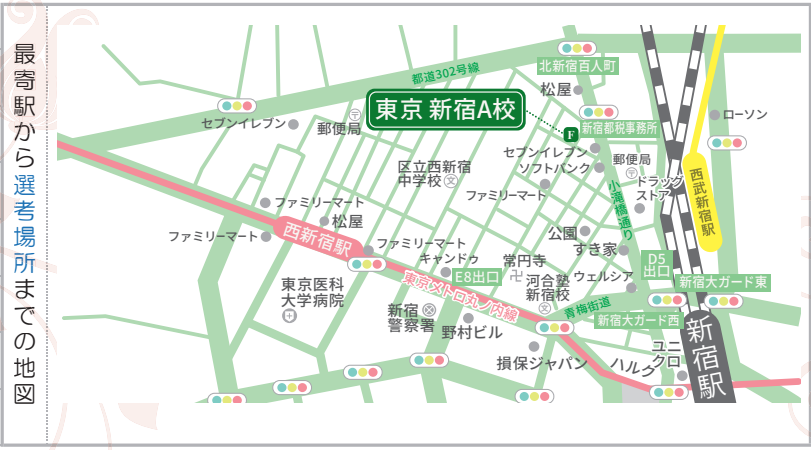 最寄駅から選考場所までの地図
都道302号線
北新宿百人町
松屋
東京 新宿A校
セブンイレブン
郵便局
F
新宿都税事務所
ローソン
セブンイレブン
ソフトバンク
郵便局
区立西新宿
中学校
ファミリーマート
ドラッグ
ストア
小滝橋通り
西武新宿駅
ファミリーマート
松屋
ファミリーマート
西新宿駅
ファミリーマート
キャンドゥ
公園
すき家
常円寺
D5
出口
E8出口
河合塾
新宿校
ウェルシア
新宿大ガード東
東京医科
大学病院
東京メトロ丸ノ内線
青梅街道
新宿大ガード西
新宿
警察署
野村ビル
損保ジャパン
ハルク
ユニ
クロ
新宿駅